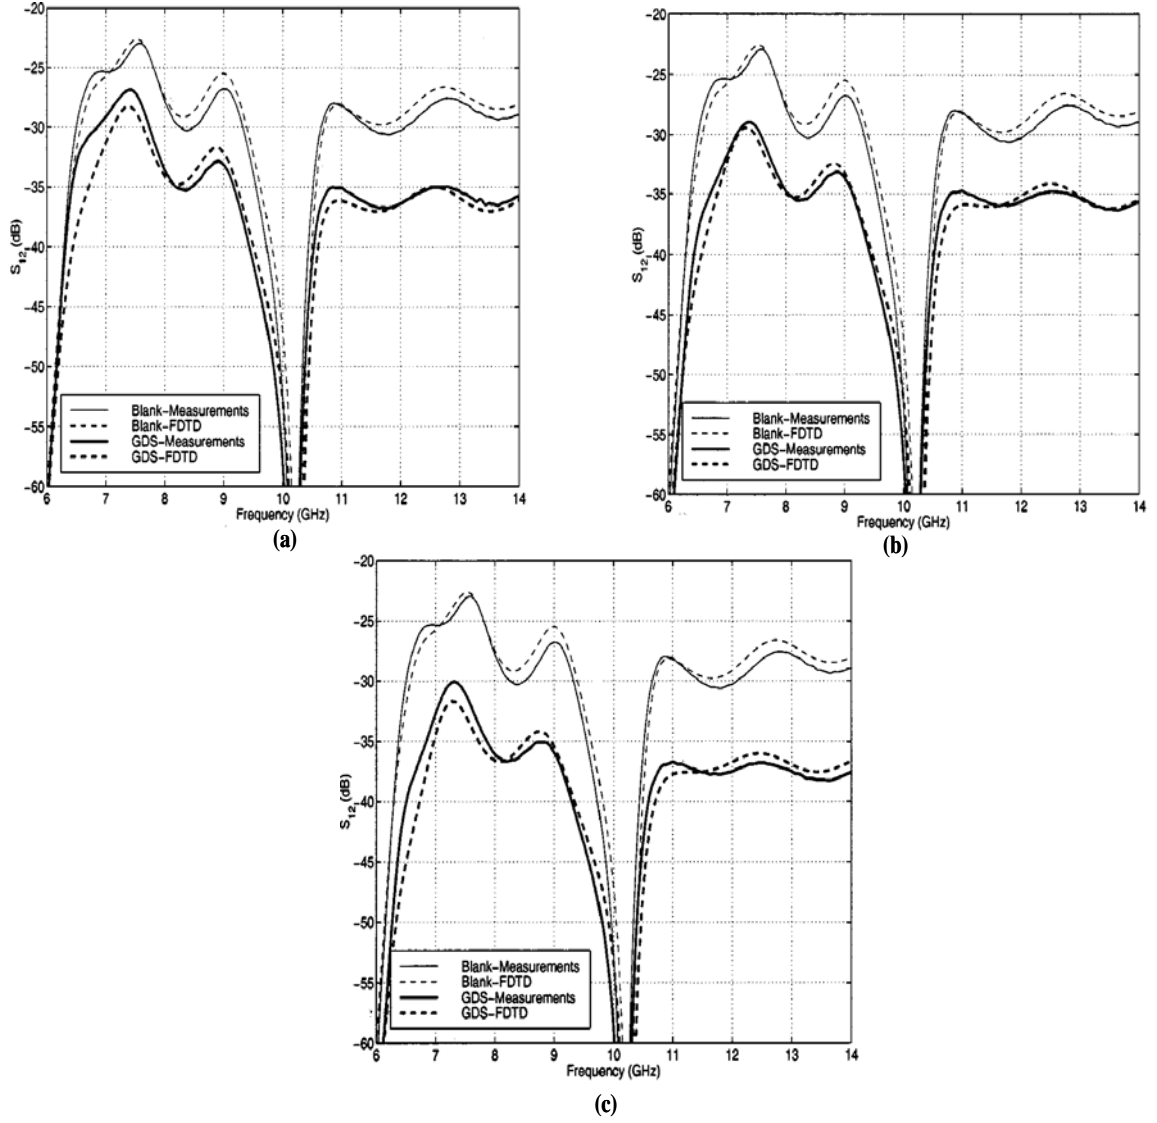 -20
-25
-30
-35
-40
-45
-50
-55
-60
S12 (dB)
Blank-Measurements
Blank-FDTD
GDS-Measurements
GDS-FDTD
6 7 8 9 10 11 12 13 14
Frequency (GHz)
(a)
-20
-25
-30
-35
-40
-45
-50
-55
-60
S12 (dB)
Blank-Measurements
Blank-FDTD
GDS-Measurements
GDS-FDTD
6 7 8 9 10 11 12 13 14
Frequency (GHz)
(b)
-20
-25
-30
-35
-40
-45
-50
-55
-60
S12 (dB)
Blank-Measurements
Blank-FDTD
GDS-Measurements
GDS-FDTD
6 7 8 9 10 11 12 13 14
Frequency (GHz)
(c)